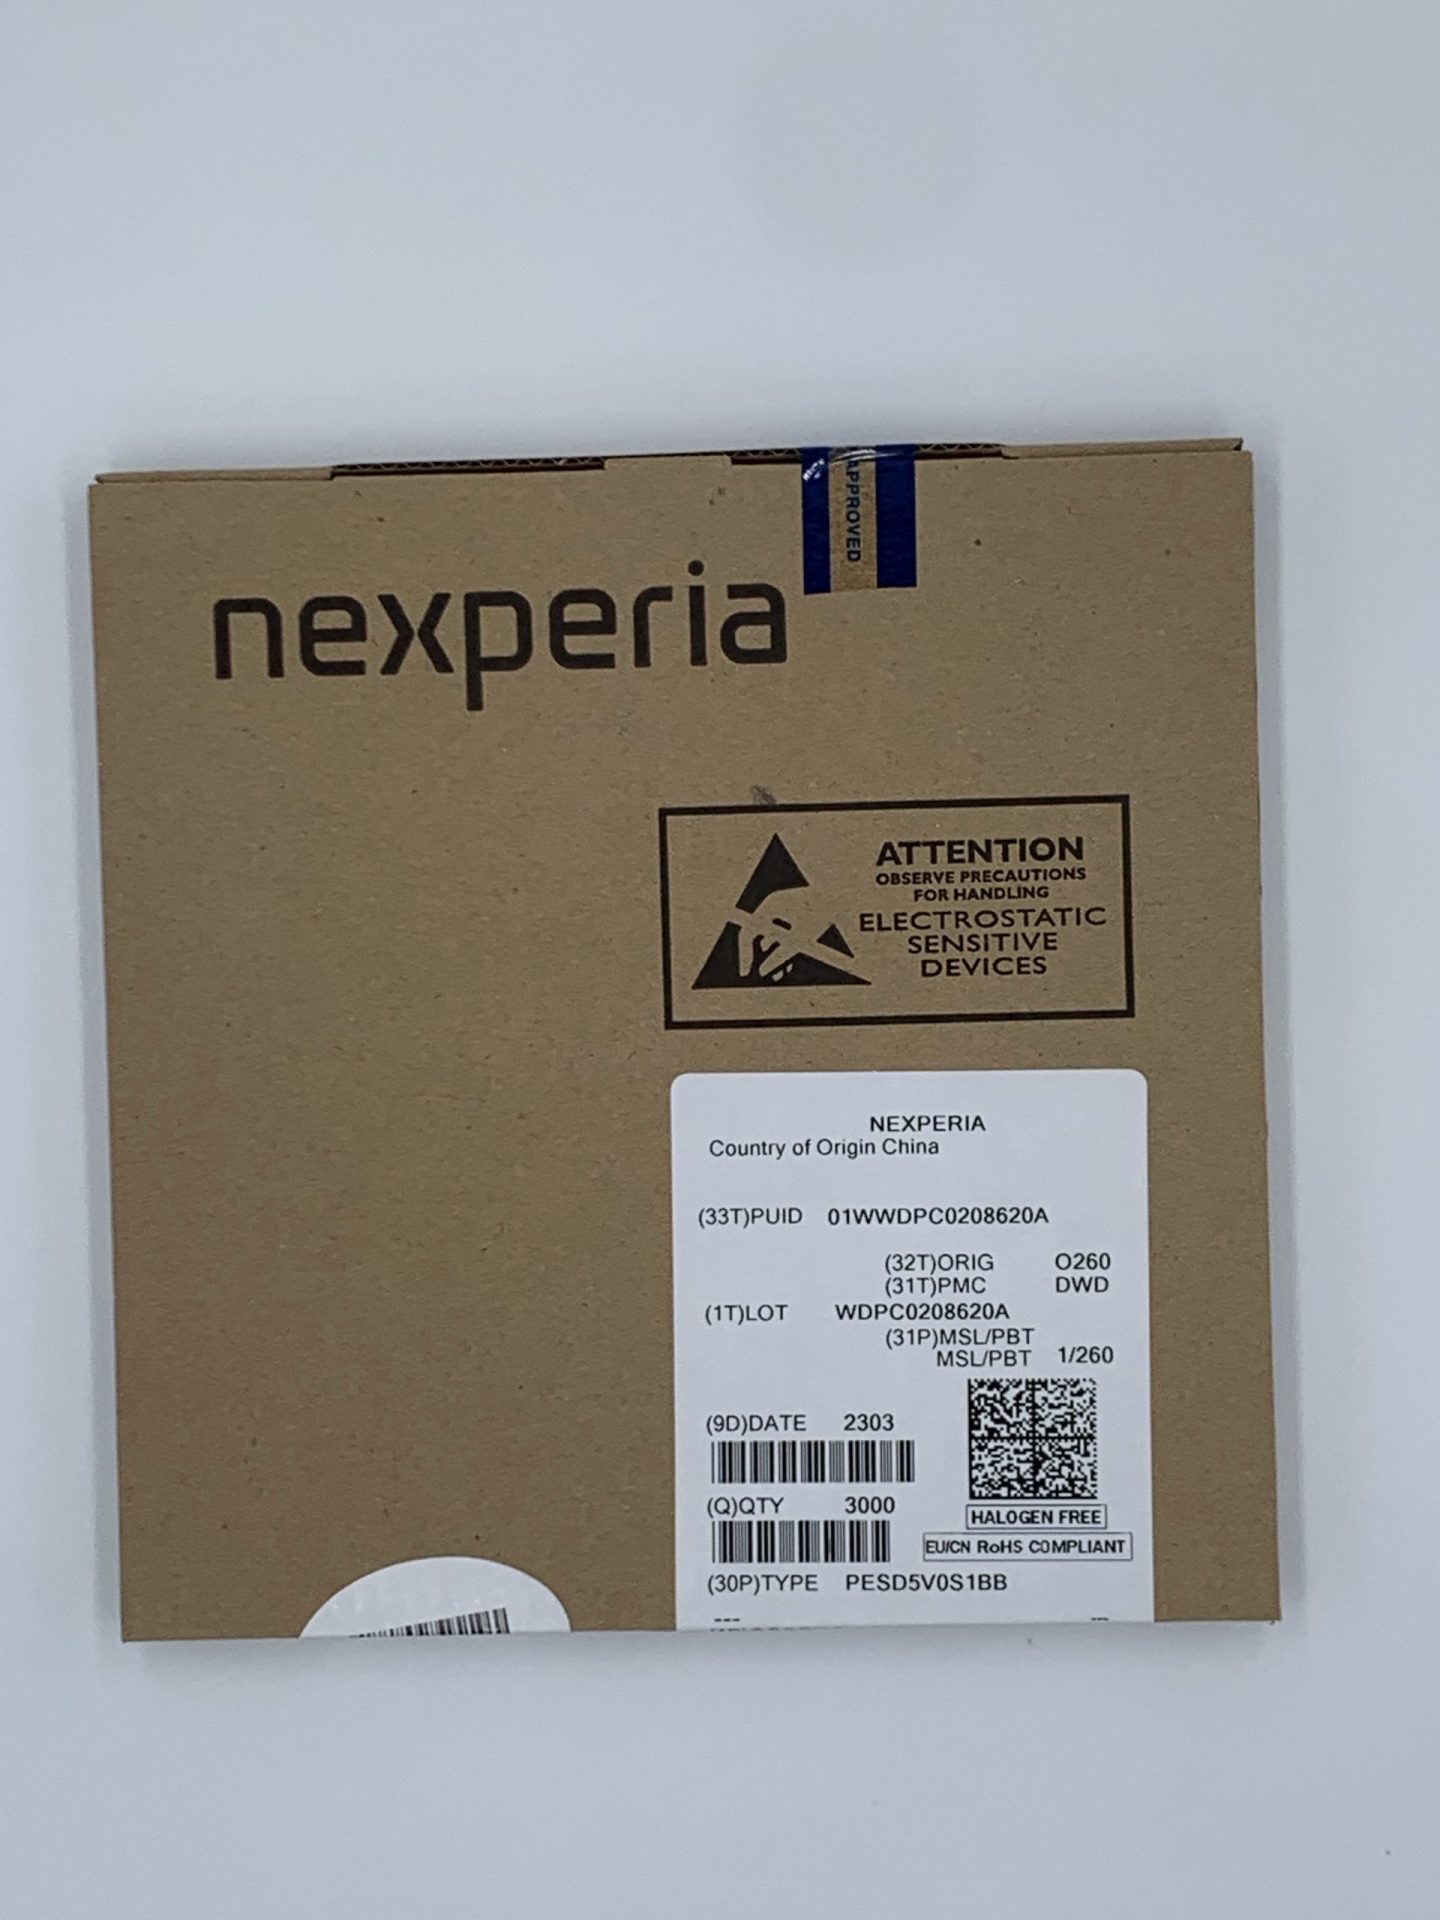 APPROVED
nexperia
ATTENTION
OBSERVE PRECAUTIONS
FOR HANDLING
ELECTROSTATIC
SENSITIVE
DEVICES
NEXPERIA
Country of Origin China
(33T)PUID 01WWDPC0208620A
(32T)ORIG O260
(31T)PMC DWD
(1T)LOT WDPC0208620A
(31P)MSL/PBT
MSL/PBT 1/260
(9D)DATE 2303
(Q)QTY 3000
HALOGEN FREE
EU/CN RoHS COMPLIANT
(30P)TYPE PESD5V0S1BB